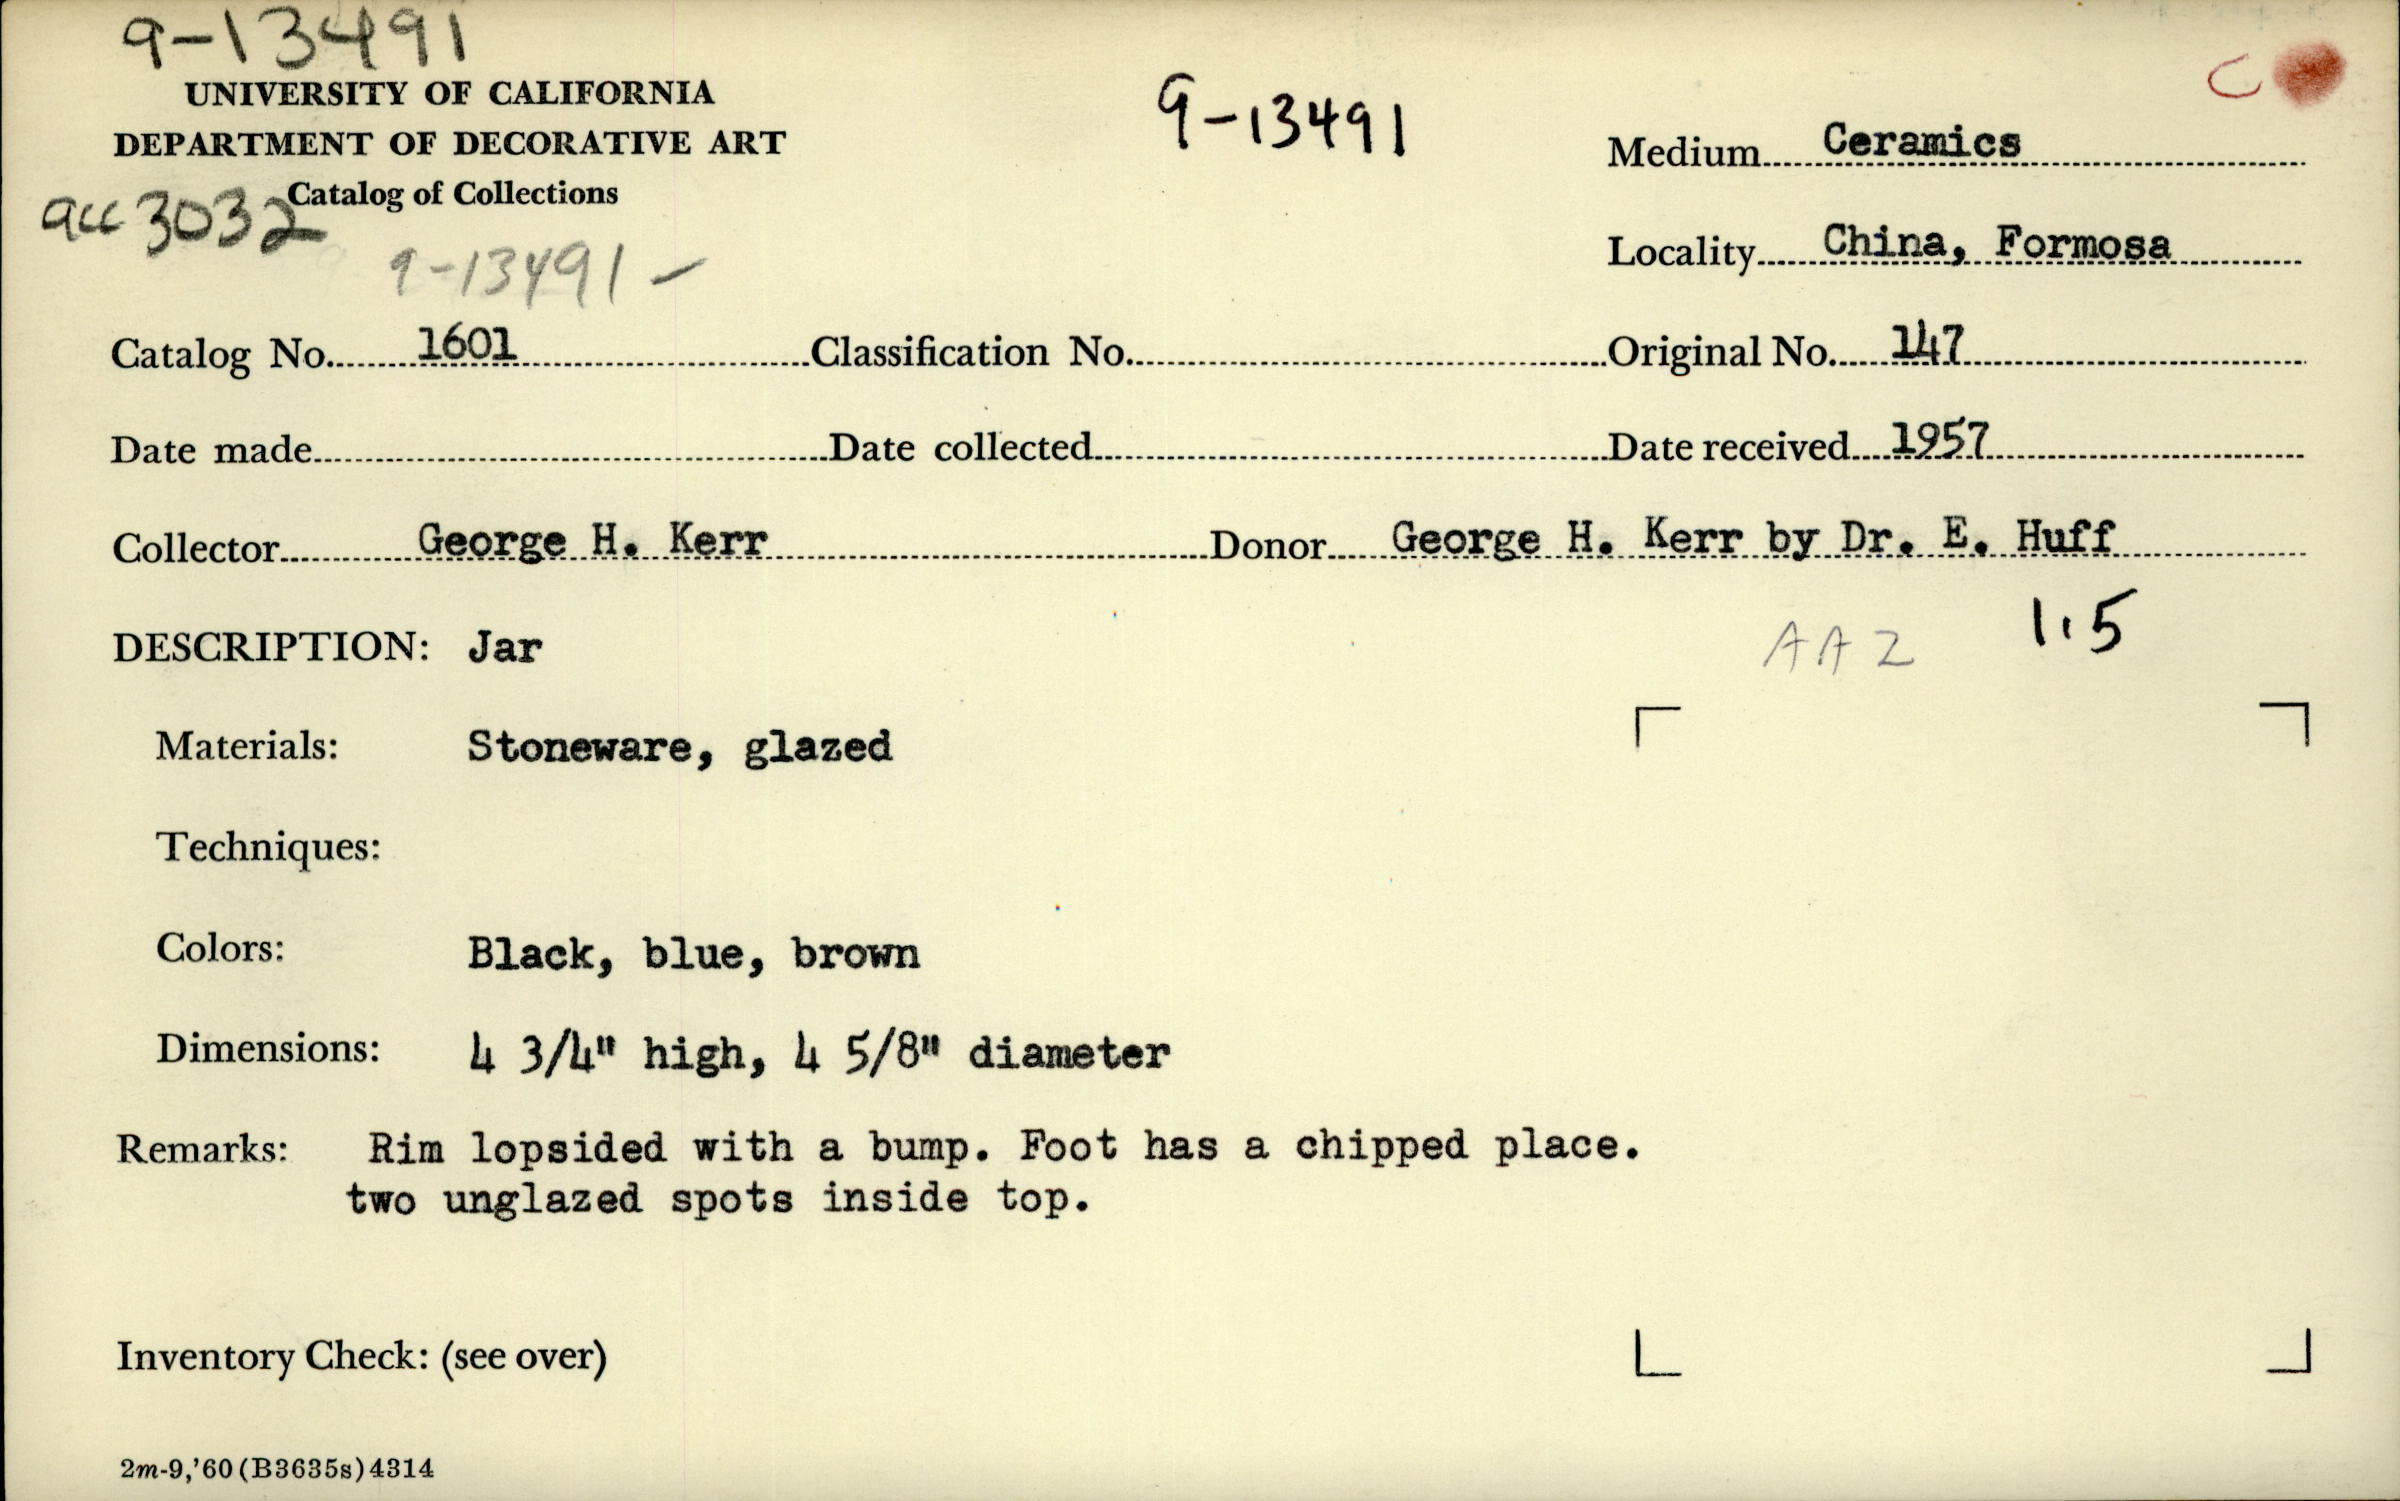 9-13491
UNIVERSITY OF CALIFORNIA
DEPARTMENT OF DECORATIVE ART
Catalog of Collections
acc 3032
9-13491 -
9-13491
C
Medium Ceramics
Locality China, Formosa
Catalog No. 1601 Classification No. Original No. 147
Date made Date collected Date received 1957
Collector George H. Kerr Donor George H. Kerr by Dr. E. Huff
DESCRIPTION: Jar
AA2 1.5
Materials: Stoneware, glazed
Techniques:
Colors: Black, blue, brown
Dimensions: 4 3/4" high, 4 5/8" diameter
Remarks: Rim lopsided with a bump. Foot has a chipped place.
two unglazed spots inside top.
Inventory Check: (see over)
2m-9,'60(B3635s)4314